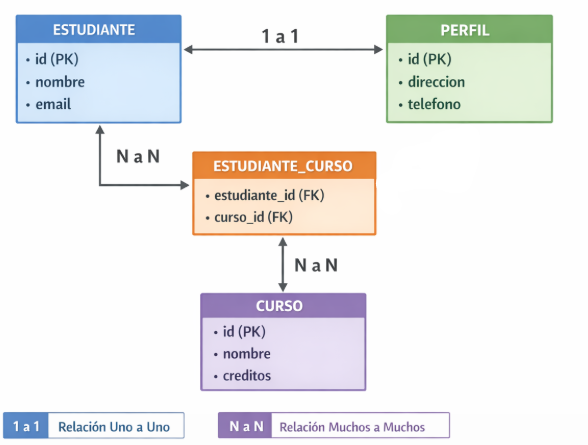 ESTUDIANTE
• id (PK)
• nombre
• email
1 a 1
PERFIL
• id (PK)
• direccion
• telefono
N a N
ESTUDIANTE_CURSO
• estudiante_id (FK)
• curso_id (FK)
N a N
CURSO
• id (PK)
• nombre
• creditos
1 a 1 Relación Uno a Uno
N a N Relación Muchos a Muchos